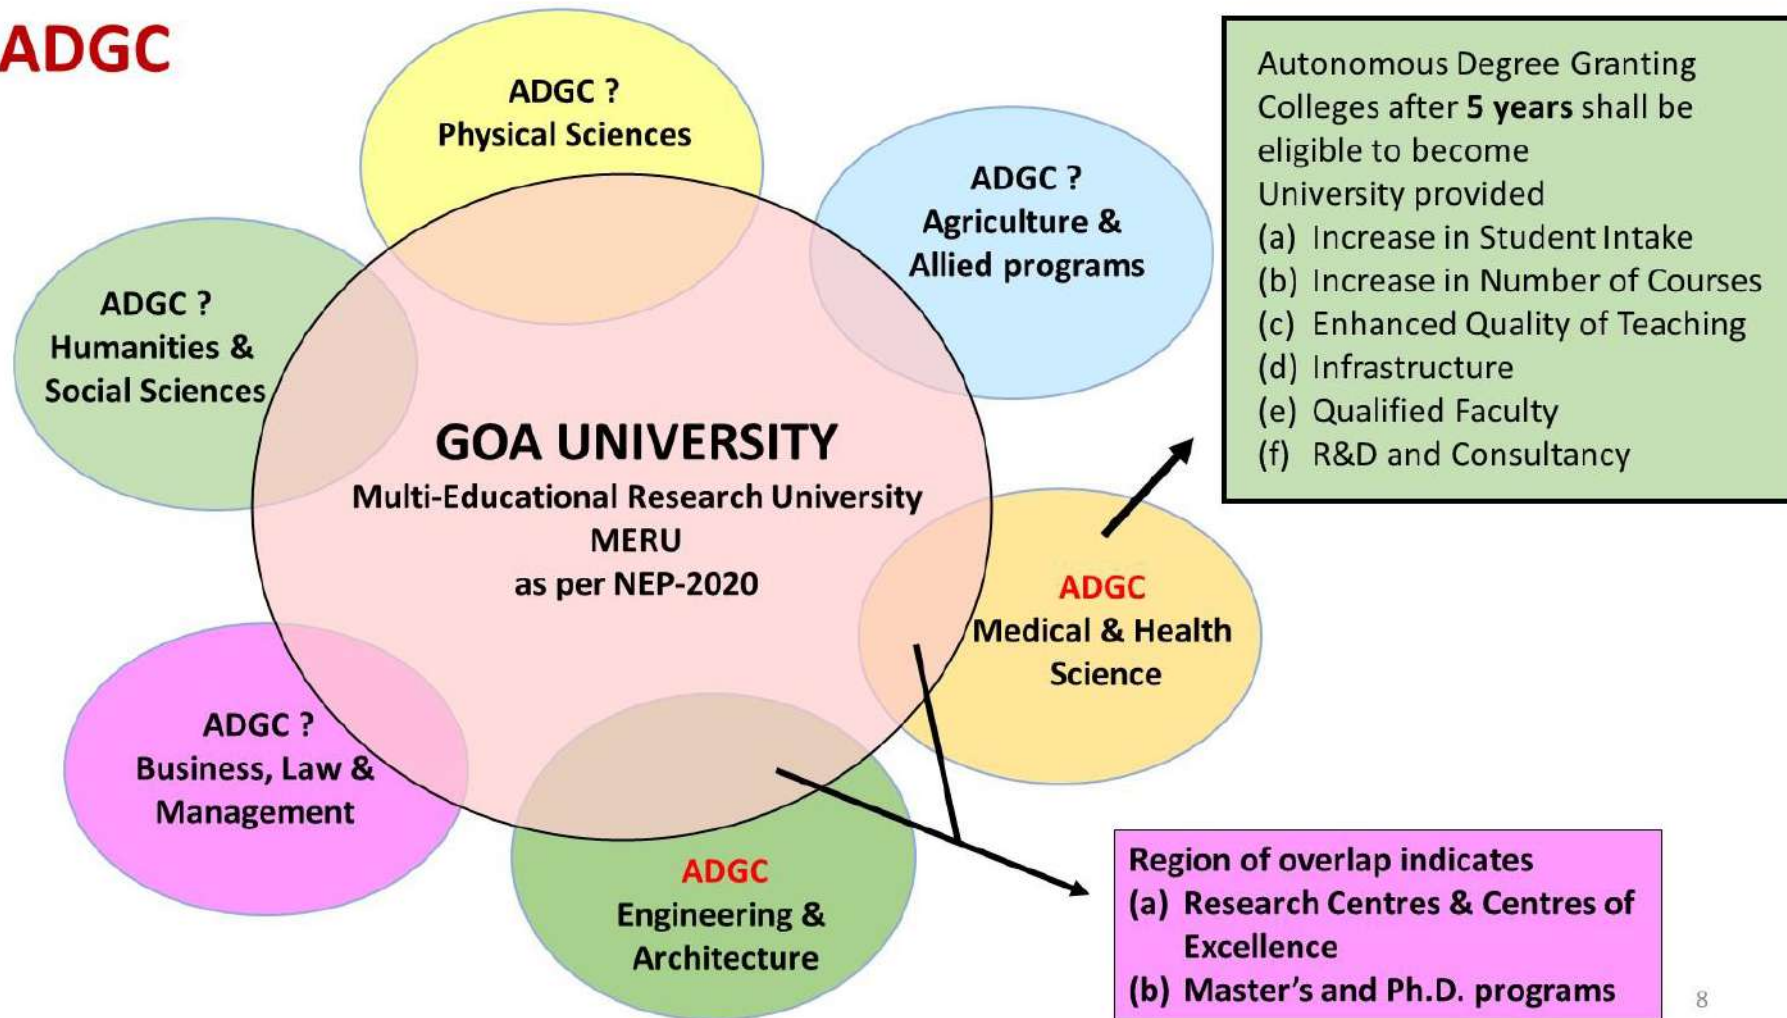 ADGC
ADGC ?
Physical Sciences
ADGC ?
Agriculture &
Allied programs
ADGC ?
Humanities &
Social Sciences
GOA UNIVERSITY
Multi-Educational Research University
MERU
as per NEP-2020
ADGC
Medical & Health
Science
ADGC ?
Business, Law &
Management
ADGC
Engineering &
Architecture
Autonomous Degree Granting
Colleges after 5 years shall be
eligible to become
University provided
(a) Increase in Student Intake
(b) Increase in Number of Courses
(c) Enhanced Quality of Teaching
(d) Infrastructure
(e) Qualified Faculty
(f) R&D and Consultancy
Region of overlap indicates
(a) Research Centres & Centres of
Excellence
(b) Master's and Ph.D. programs
8